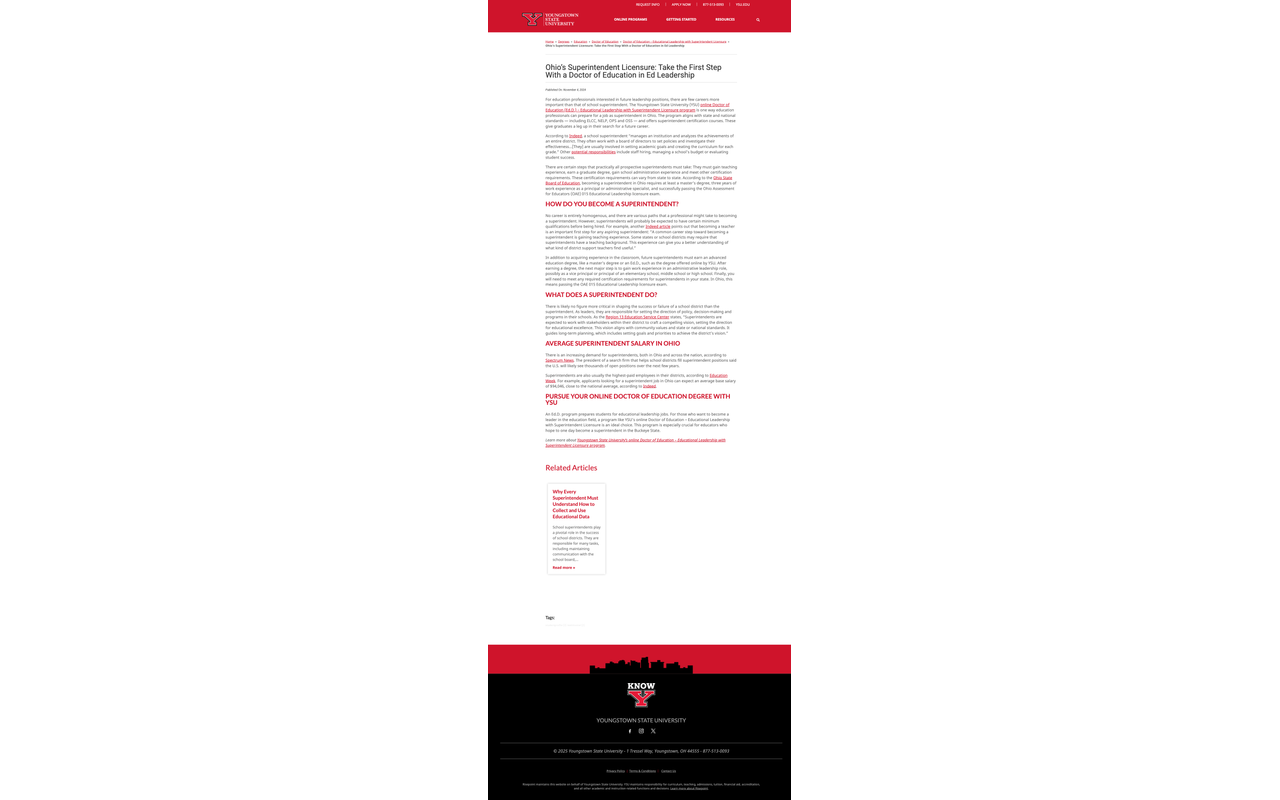 REQUEST INFO | APPLY NOW | 877-513-0093 | YSU.EDU
YOUNGSTOWN
STATE
UNIVERSITY
ONLINE PROGRAMS GETTING STARTED RESOURCES
Home » Degrees » Education » Doctor of Education » Doctor of Education – Educational Leadership with Superintendent Licensure »
Ohio's Superintendent Licensure: Take the First Step With a Doctor of Education in Ed Leadership
Ohio's Superintendent Licensure: Take the First Step
With a Doctor of Education in Ed Leadership
For education professionals interested in future leadership positions, there are few careers more
important than that of school superintendent. The Youngstown State University (YSU) online Doctor of
Education (Ed.D.) – Educational Leadership with Superintendent Licensure program is one way education
professionals can prepare for a job as superintendent in Ohio. The program aligns with state and national
standards — including ELCC, NELP, OPS and OSS — and offers superintendent certification courses. These
give graduates a leg up in their search for a future career.
According to Indeed, a school superintendent "manages an institution and analyzes the achievements of
an entire district. They often work with a board of directors to set policies and investigate their
effectiveness...[They] are usually involved in setting academic goals and creating the curriculum for each
grade." Other potential responsibilities include staff hiring, managing a school's budget or evaluating
student success.
There are certain steps that practically all prospective superintendents must take: They must gain teaching
experience, earn a graduate degree, gain school administration experience and meet other certification
requirements. These certification requirements can vary from state to state. According to the Ohio State
Board of Education, becoming a superintendent in Ohio requires at least a master's degree, three years of
work experience as a principal or administrative specialist, and successfully passing the Ohio Assessment
for Educators (OAE) 015 Educational Leadership licensure exam.
HOW DO YOU BECOME A SUPERINTENDENT?
No career is entirely homogenous, and there are various paths that a professional might take to becoming
a superintendent. However, superintendents will probably be expected to have certain minimum
qualifications before being hired. For example, another Indeed article points out that becoming a teacher
is an important first step for any aspiring superintendent: "A common career step toward becoming a
superintendent is gaining teaching experience. Some states or school districts may require that
superintendents have a teaching background. This experience can give you a better understanding of
what kind of district support teachers find useful."
In addition to acquiring experience in the classroom, future superintendents must earn an advanced
education degree, like a master's degree or an Ed.D., such as the degree offered online by YSU. After
earning a degree, the next major step is to gain work experience in an administrative leadership role,
possibly as a vice principal or principal of an elementary school, middle school or high school. Finally, you
will need to meet any required certification requirements for superintendents in your state. In Ohio, this
means passing the OAE 015 Educational Leadership licensure exam.
WHAT DOES A SUPERINTENDENT DO?
There is likely no figure more critical in shaping the success or failure of a school district than the
superintendent. As leaders, they are responsible for setting the direction of policy, decision-making and
programs in their schools. As the Region 13 Education Service Center states, "Superintendents are
expected to work with stakeholders within their district to craft a compelling vision, setting the direction
for educational excellence. This vision aligns with community values and state or national standards. It
guides long-term planning, which includes setting goals and priorities to achieve the district's vision."
AVERAGE SUPERINTENDENT SALARY IN OHIO
There is an increasing demand for superintendents, both in Ohio and across the nation, according to
Spectrum News. The president of a search firm that helps school districts fill superintendent positions said
the U.S. will likely see thousands of open positions over the next few years.
Superintendents are also usually the highest-paid employees in their districts, according to Education
Week. For example, applicants looking for a superintendent job in Ohio can expect an average base salary
of $94,646, close to the national average, according to Indeed.
PURSUE YOUR ONLINE DOCTOR OF EDUCATION DEGREE WITH
YSU
An Ed.D. program prepares students for educational leadership jobs. For those who want to become a
leader in the education field, a program like YSU's online Doctor of Education – Educational Leadership
with Superintendent Licensure is an ideal choice. This program is especially crucial for educators who
hope to one day become a superintendent in the Buckeye State.
Learn more about Youngstown State University's online Doctor of Education – Educational Leadership with
Superintendent Licensure program.
Related Articles
Why Every
Superintendent Must
Understand How to
Collect and Use
Educational Data
School superintendents play
a pivotal role in the success
of school districts. They are
responsible for many tasks,
including maintaining
communication with the
school board,...
Read more »
Tags:
KNOW
Y
YOUNGSTOWN STATE UNIVERSITY
© 2025 Youngstown State University - 1 Tressel Way, Youngstown, OH 44555 - 877-513-0093
Privacy Policy | Terms & Conditions | Contact Us